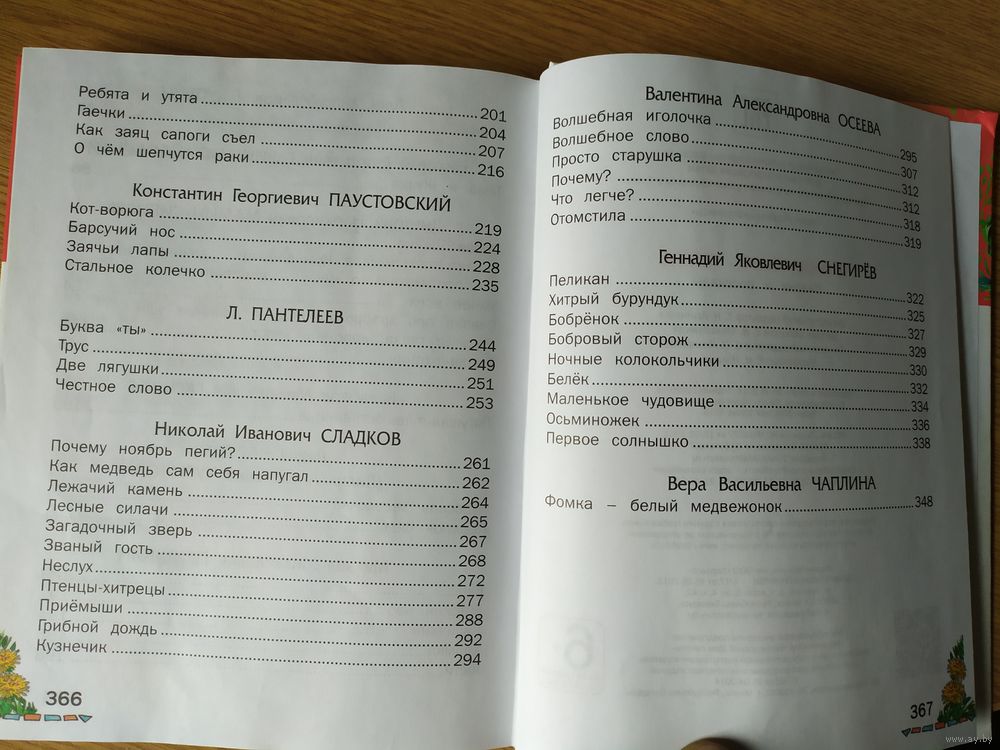 Ребята и утята 201
Гаечки 204
Как заяц сапоги съел 207
О чём шепчутся раки 216
Константин Георгиевич ПАУСТОВСКИЙ
Кот-ворюга 219
Барсучий нос 224
Заячьи лапы 228
Стальное колечко 235
Л. ПАНТЕЛЕЕВ
Буква «ты» 244
Трус 249
Две лягушки 251
Честное слово 253
Николай Иванович СЛАДКОВ
Почему ноябрь пегий? 261
Как медведь сам себя напугал 262
Лежачий камень 264
Лесные силачи 265
Загадочный зверь 267
Званый гость 268
Неслух 272
Птенцы-хитрецы 277
Приёмыши 288
Грибной дождь 292
Кузнечик 294
366
Валентина Александровна ОСЕЕВА
Волшебная иголочка 295
Волшебное слово 307
Просто старушка 312
Почему? 312
Что легче? 318
Отомстила 319
Геннадий Яковлевич СНЕГИРЁВ
Пеликан 322
Хитрый бурундук 325
Бобрёнок 327
Бобровый сторож 329
Ночные колокольчики 330
Белёк 332
Маленькое чудовище 334
Осьминожек 336
Первое солнышко 338
Вера Васильевна ЧАПЛИНА
Фомка – белый медвежонок 348
367
www.ay.by